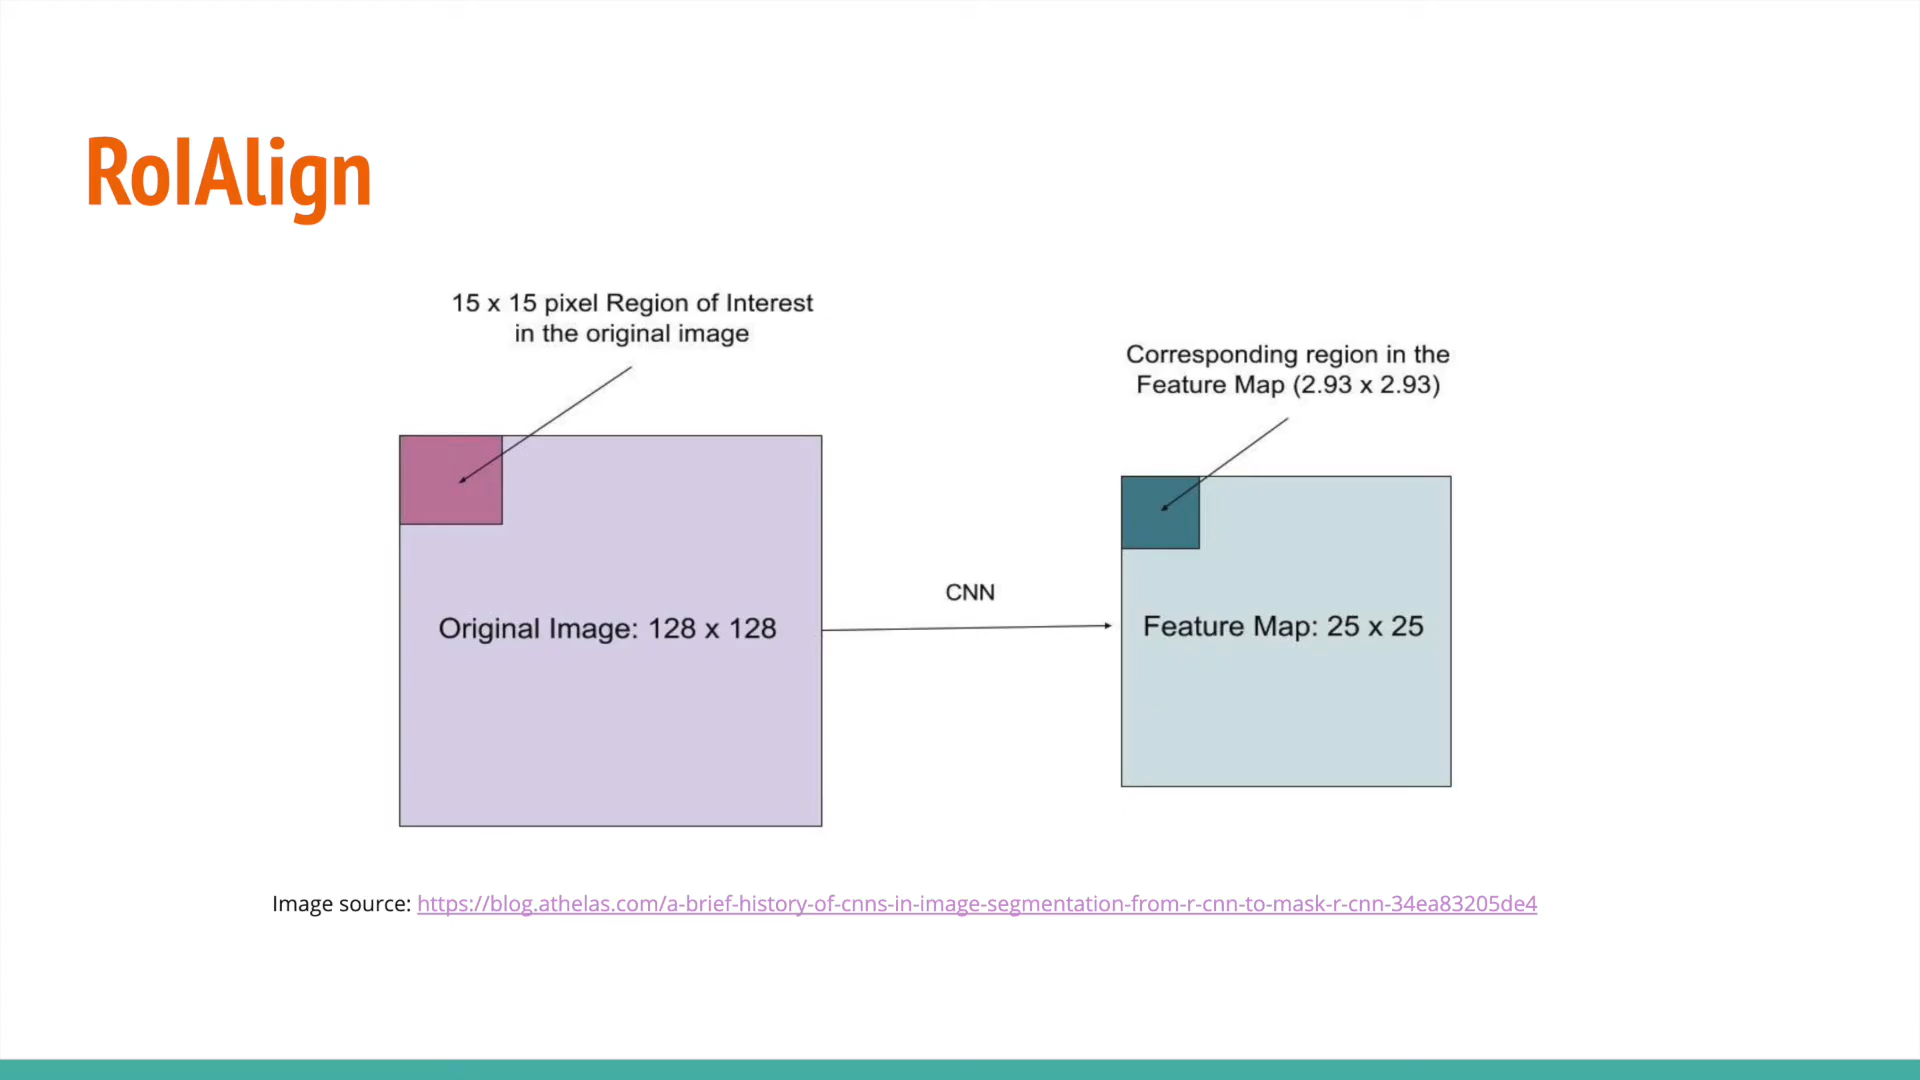 RoIAlign
15 x 15 pixel Region of Interest
in the original image
Corresponding region in the
Feature Map (2.93 x 2.93)
CNN
Original Image: 128 x 128
Feature Map: 25 x 25
Image source: https://blog.athelas.com/a-brief-history-of-cnns-in-image-segmentation-from-r-cnn-to-mask-r-cnn-34ea83205de4